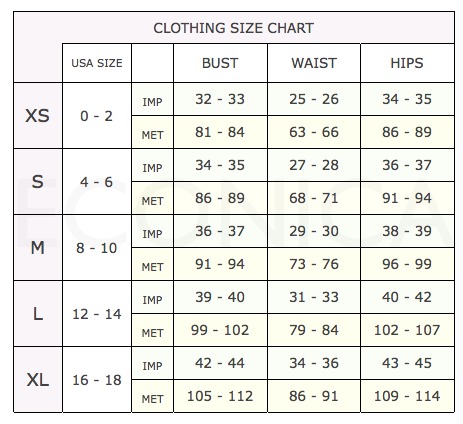 CLOTHING SIZE CHART
USA SIZE BUST WAIST HIPS
XS 0 - 2 IMP 32 - 33 25 - 26 34 - 35
MET 81 - 84 63 - 66 86 - 89
S 4 - 6 IMP 34 - 35 27 - 28 36 - 37
MET 86 - 89 68 - 71 91 - 94
M 8 - 10 IMP 36 - 37 29 - 30 38 - 39
MET 91 - 94 73 - 76 96 - 99
L 12 - 14 IMP 39 - 40 31 - 33 40 - 42
MET 99 - 102 79 - 84 102 - 107
XL 16 - 18 IMP 42 - 44 34 - 36 43 - 45
MET 105 - 112 86 - 91 109 - 114
ECONICA